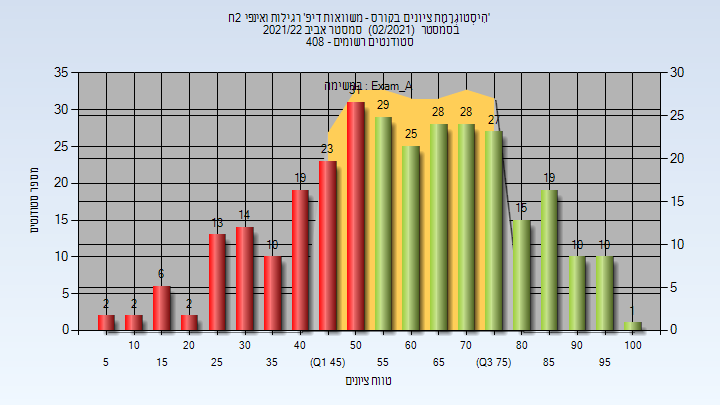 היסטוגרמת ציונים בקורס - משוואות דיפ' רגילות ואינפי 2ח'
בסמסטר (02/2021) סמסטר אביב 2021/22
סטודנטים רשומים - 408
במשימה : Exam_A
מספר סטודנטים
35 30 25 20 15 10 5 0
30 25 20 15 10 5 0
2 2 6 2 13 14 10 19 23 31 29 25 28 28 27 15 19 10 10 1
10 20 30 40 50 60 70 80 90 100
5 15 25 35 (Q1 45) 55 65 (Q3 75) 85 95
טווח ציונים